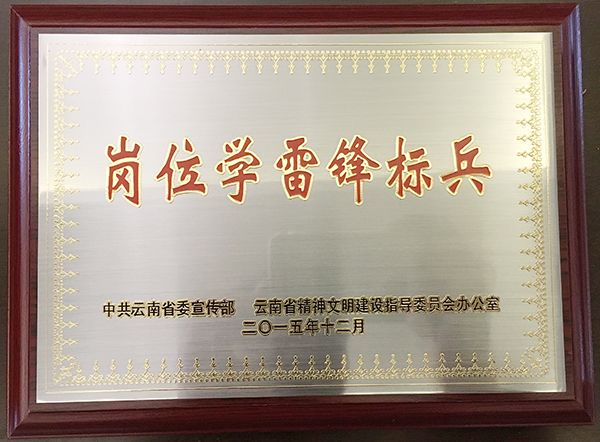 岗位学雷锋标兵
中共云南省委宣传部 云南省精神文明建设指导委员会办公室
二〇一五年十二月